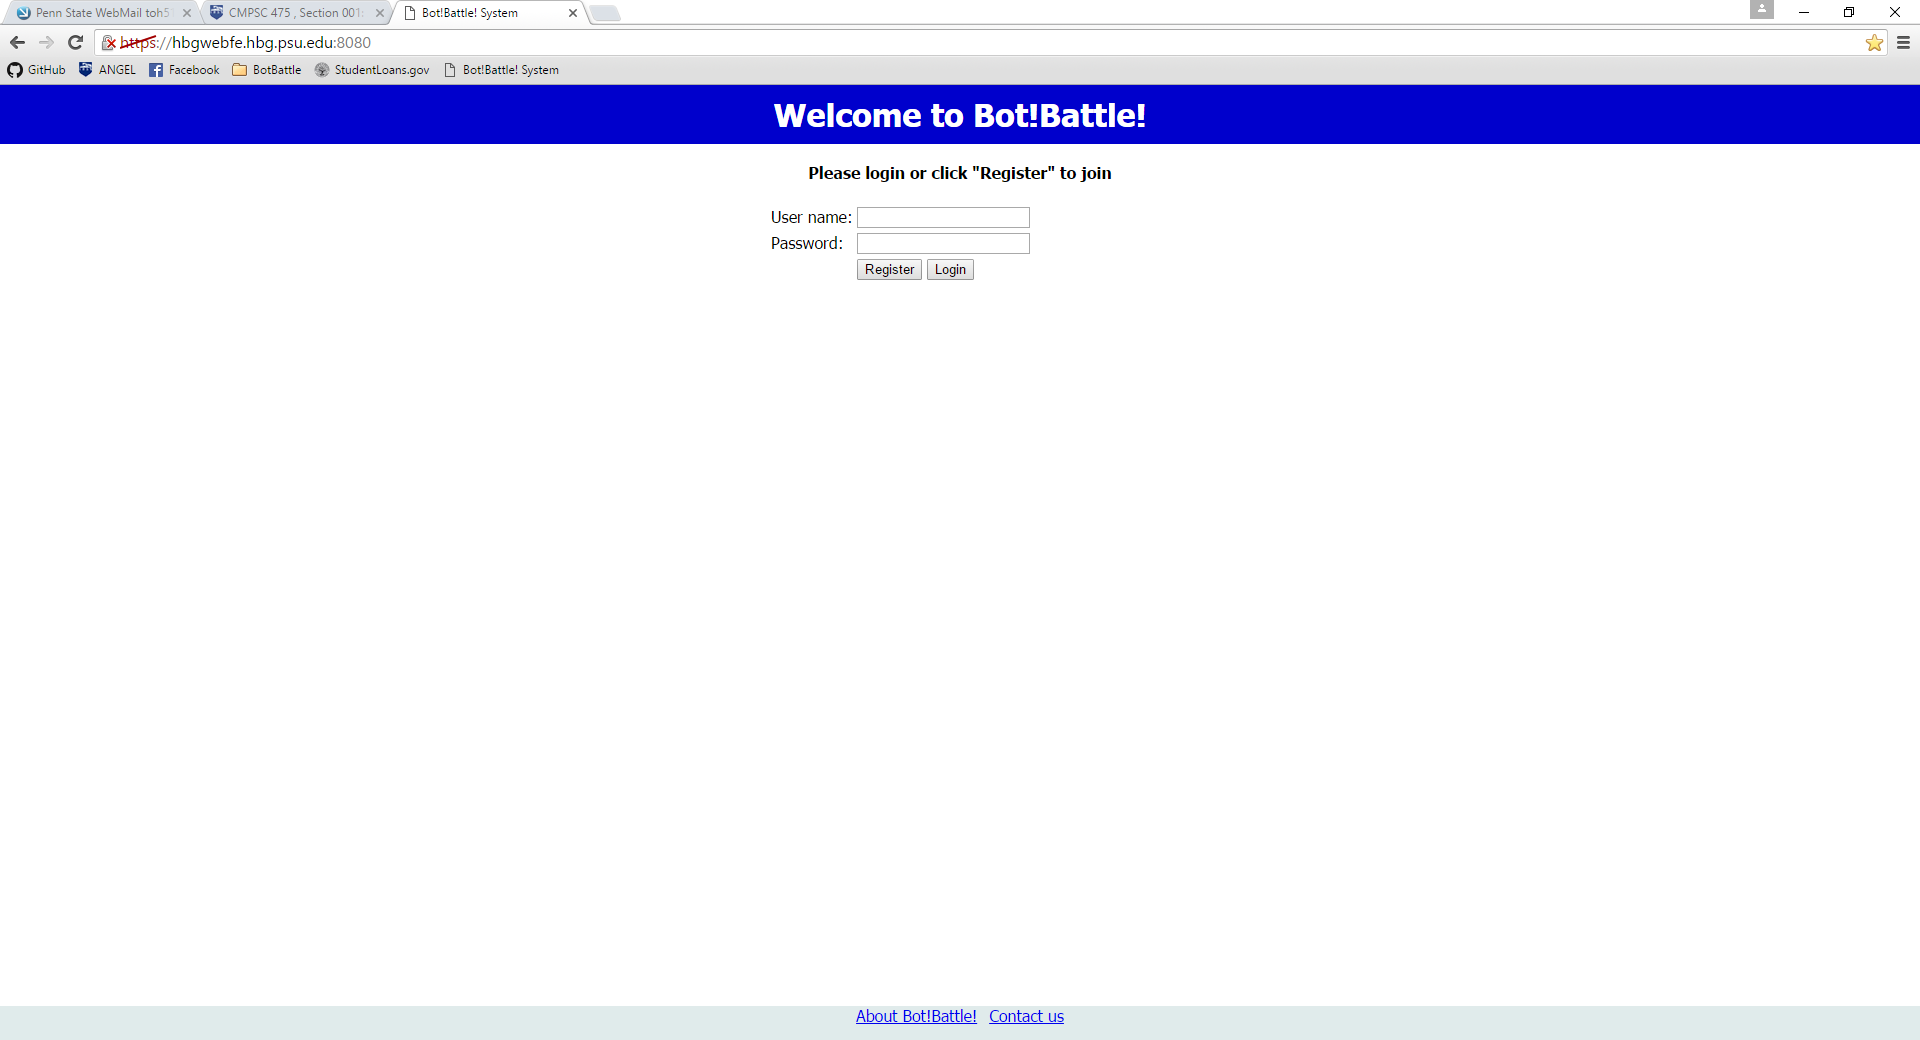 Penn State WebMail toh5
CMPSC 475 , Section 001:
Bot!Battle! System
https://hbgwebfe.hbg.psu.edu:8080
GitHub ANGEL Facebook BotBattle StudentLoans.gov Bot!Battle! System
Welcome to Bot!Battle!
Please login or click "Register" to join
User name:
Password:
Register Login
About Bot!Battle! Contact us